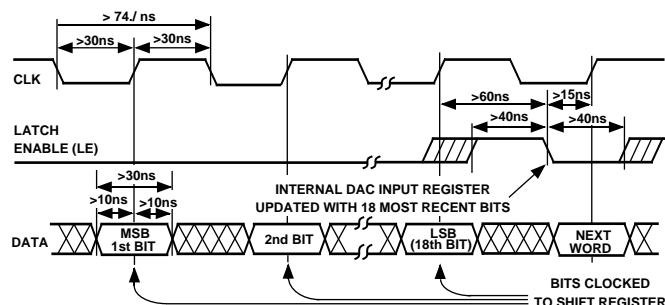 > 74./ ns
>30ns >30ns
CLK
>60ns >15ns
>40ns >40ns
LATCH
ENABLE (LE)
>30ns
INTERNAL DAC INPUT REGISTER
UPDATED WITH 18 MOST RECENT BITS
>10ns >10ns
DATA
MSB
1st BIT
2nd BIT
LSB
(18th BIT)
NEXT
WORD
BITS CLOCKED
TO SHIFT REGISTER